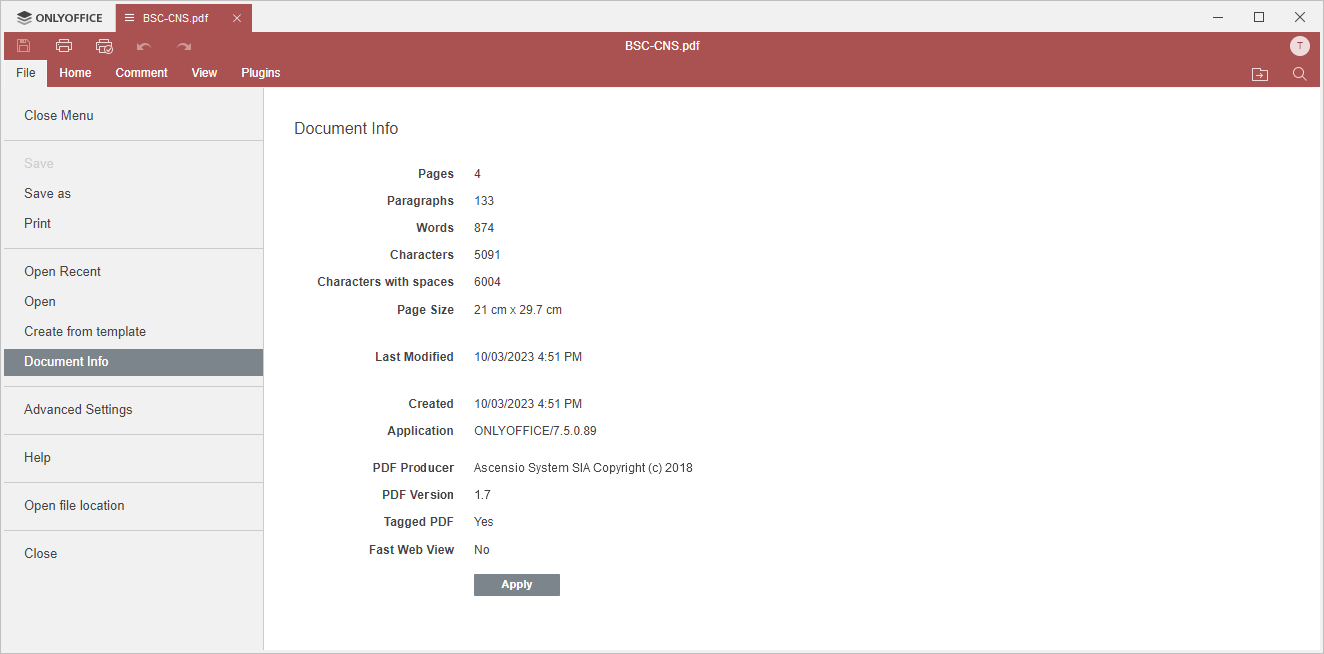 ONLYOFFICE
BSC-CNS.pdf
BSC-CNS.pdf
T
File Home Comment View Plugins
Close Menu
Save
Save as
Print
Open Recent
Open
Create from template
Document Info
Advanced Settings
Help
Open file location
Close
Document Info
Pages 4
Paragraphs 133
Words 874
Characters 5091
Characters with spaces 6004
Page Size 21 cm x 29.7 cm
Last Modified 10/03/2023 4:51 PM
Created 10/03/2023 4:51 PM
Application ONLYOFFICE/7.5.0.89
PDF Producer Ascensio System SIA Copyright (c) 2018
PDF Version 1.7
Tagged PDF Yes
Fast Web View No
Apply